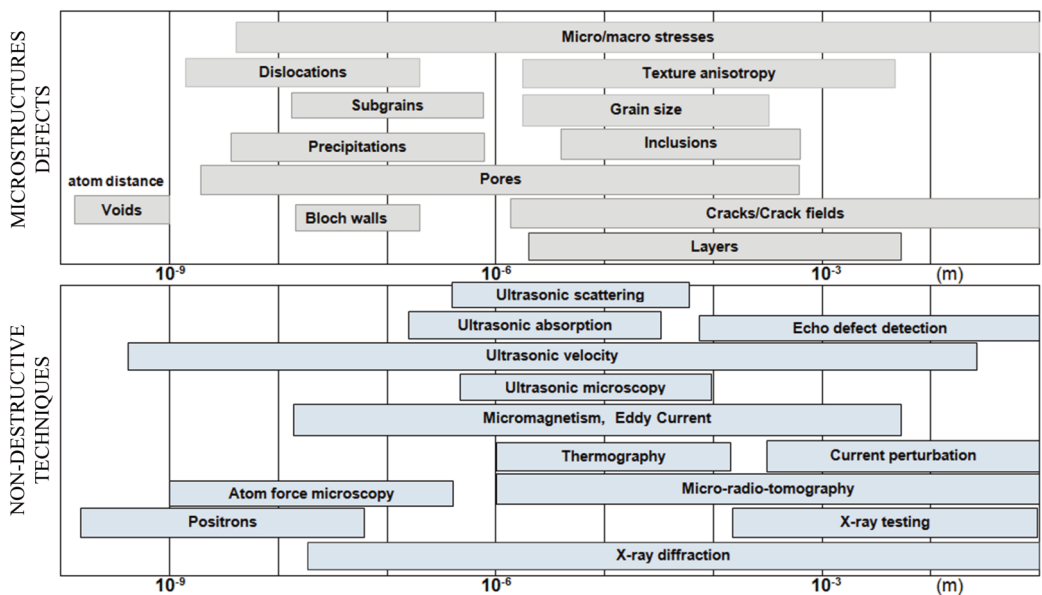 MICROSTRUCTURES
DEFECTS
Micro/macro stresses
Dislocations
Texture anisotropy
Subgrains
Grain size
Precipitations
Inclusions
atom distance
Pores
Voids
Bloch walls
Cracks/Crack fields
Layers
10-9
10-6
10-3
(m)
NON-DESTRUCTIVE
TECHNIQUES
Ultrasonic scattering
Ultrasonic absorption
Echo defect detection
Ultrasonic velocity
Ultrasonic microscopy
Micromagnetism, Eddy Current
Thermography
Current perturbation
Atom force microscopy
Micro-radio-tomography
Positrons
X-ray testing
X-ray diffraction
10-9
10-6
10-3
(m)